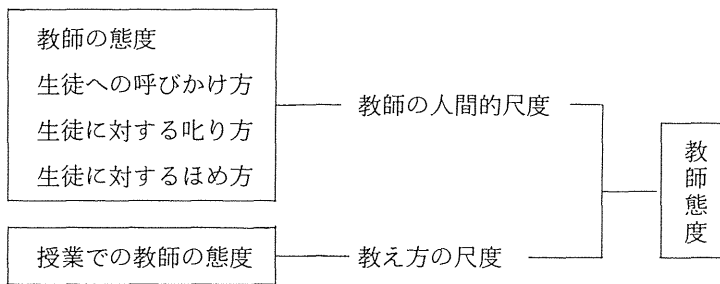 教師の態度
生徒への呼びかけ方
生徒に対する叱り方
生徒に対するほめ方
教師の人間的尺度
授業での教師の態度
教え方の尺度
教師態度